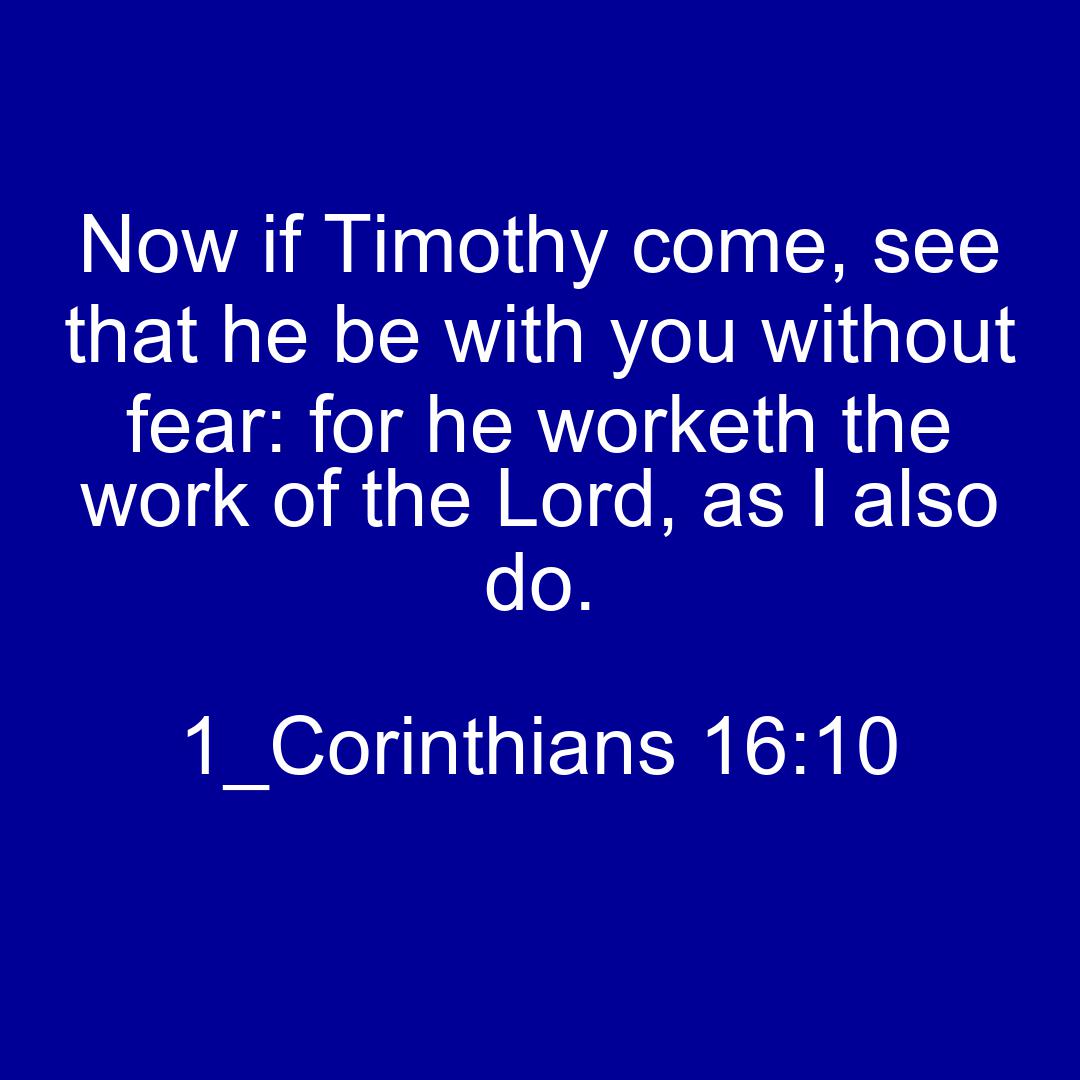 Now if Timothy come, see
that he be with you without
fear: for he worketh the
work of the Lord, as I also
do.
1_Corinthians 16:10